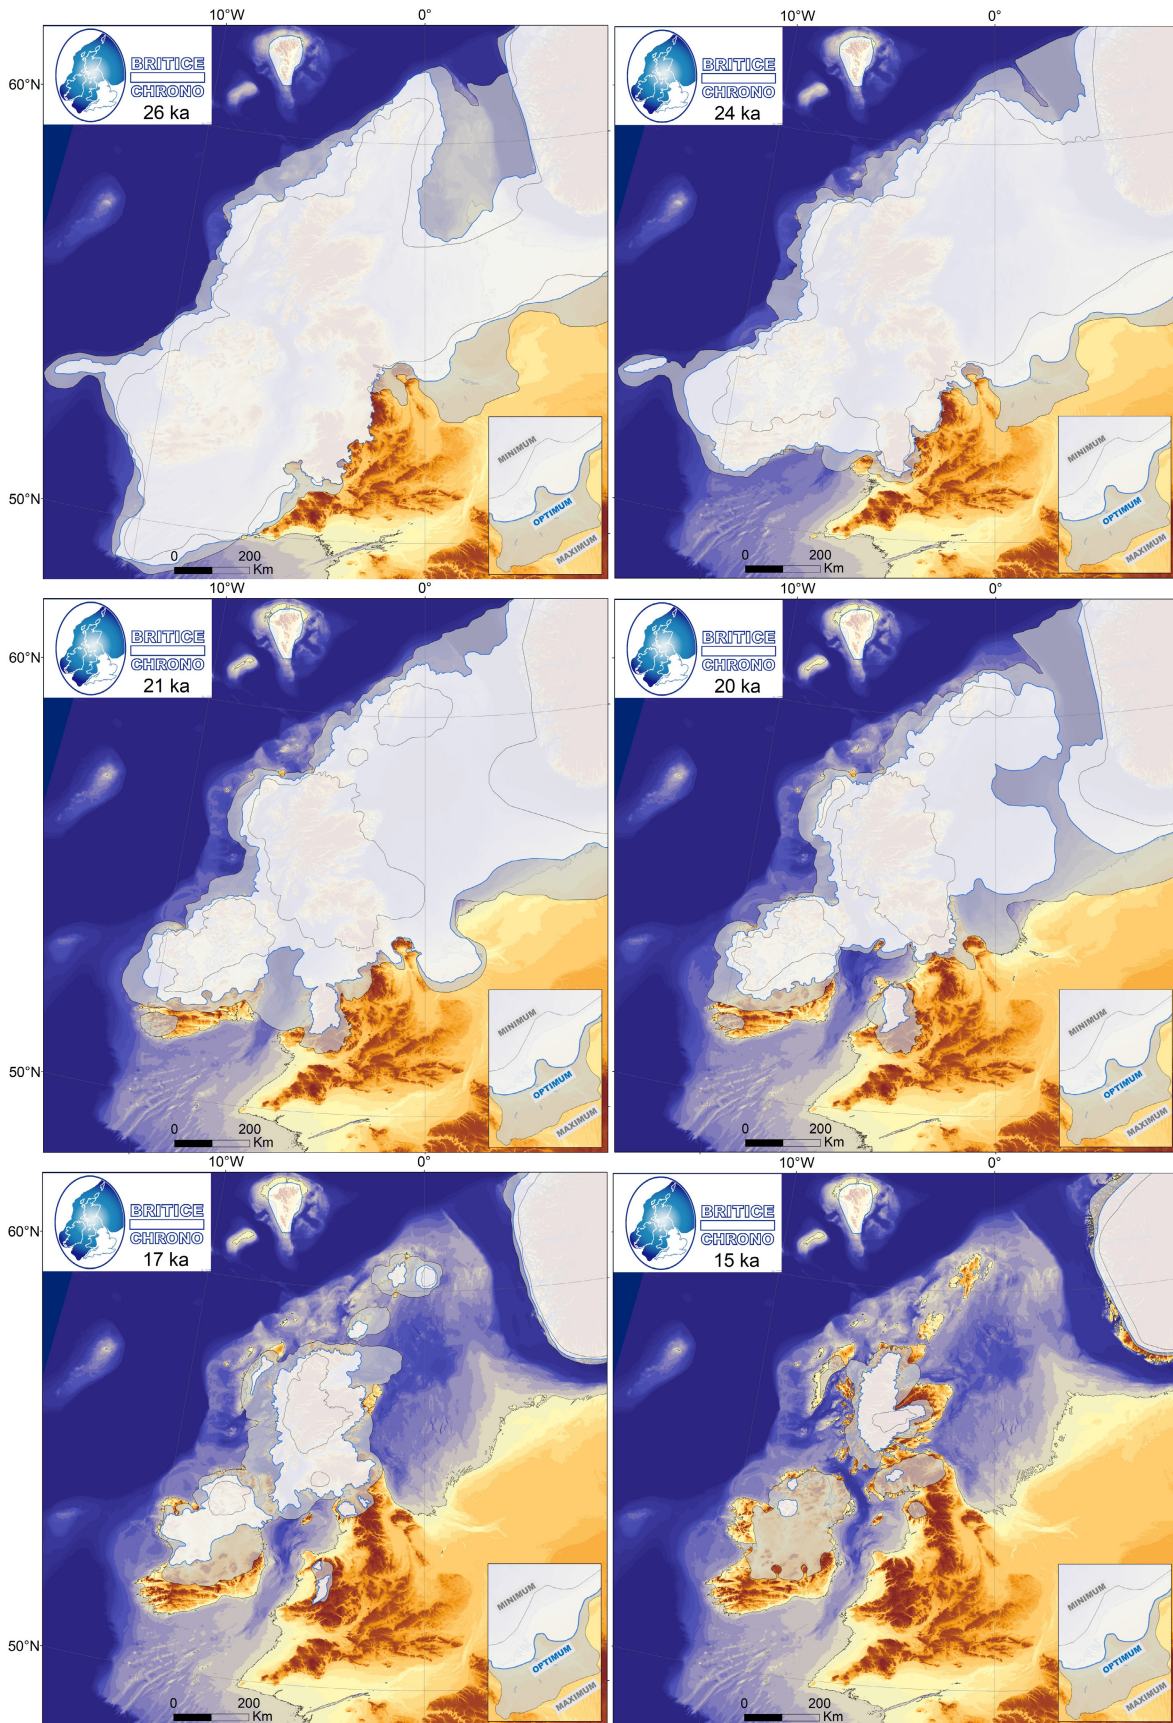 10°W 0° 10°W 0°
BRITICE
CHRONO
26 ka
BRITICE
CHRONO
24 ka
60°N
50°N
0 200
Km
MINIMUM
OPTIMUM
MAXIMUM
0 200
Km
MINIMUM
OPTIMUM
MAXIMUM
10°W 0° 10°W 0°
BRITICE
CHRONO
21 ka
BRITICE
CHRONO
20 ka
60°N
50°N
0 200
Km
MINIMUM
OPTIMUM
MAXIMUM
0 200
Km
MINIMUM
OPTIMUM
MAXIMUM
10°W 0° 10°W 0°
BRITICE
CHRONO
17 ka
BRITICE
CHRONO
15 ka
60°N
50°N
0 200
Km
MINIMUM
OPTIMUM
MAXIMUM
0 200
Km
MINIMUM
OPTIMUM
MAXIMUM